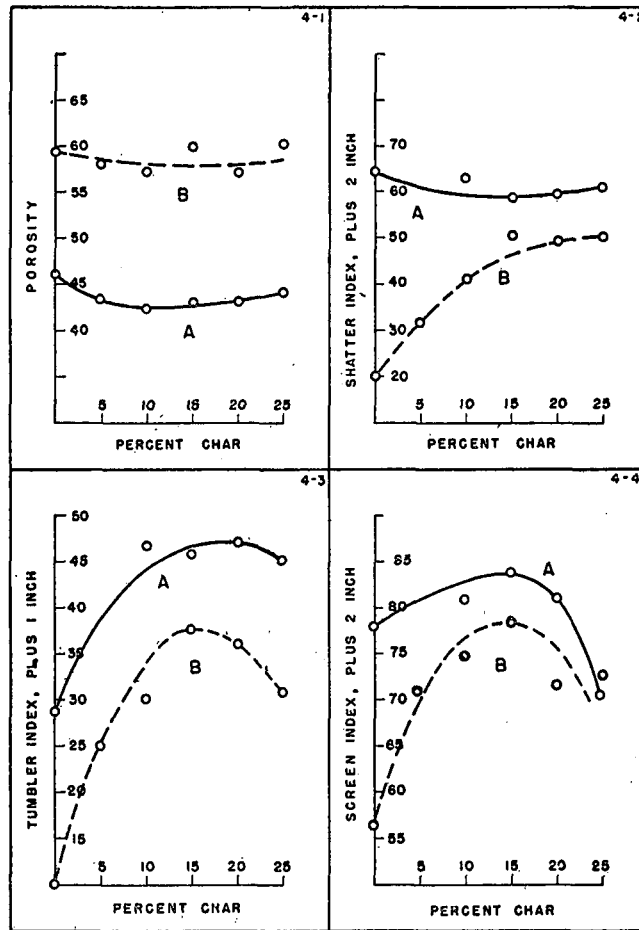 4-1
POROSITY
65
60
55
50
45
40
B
A
5 10 15 20 25
PERCENT CHAR
4-2
SHATTER INDEX, PLUS 2 INCH
70
60
50
40
30
20
A
B
5 10 15 20 25
PERCENT CHAR
4-3
TUMBLER INDEX, PLUS 1 INCH
50
45
40
35
30
25
20
15
A
B
5 10 15 20 25
PERCENT CHAR
4-4
SCREEN INDEX, PLUS 2 INCH
85
80
75
70
65
60
55
A
B
5 10 15 20 25
PERCENT CHAR